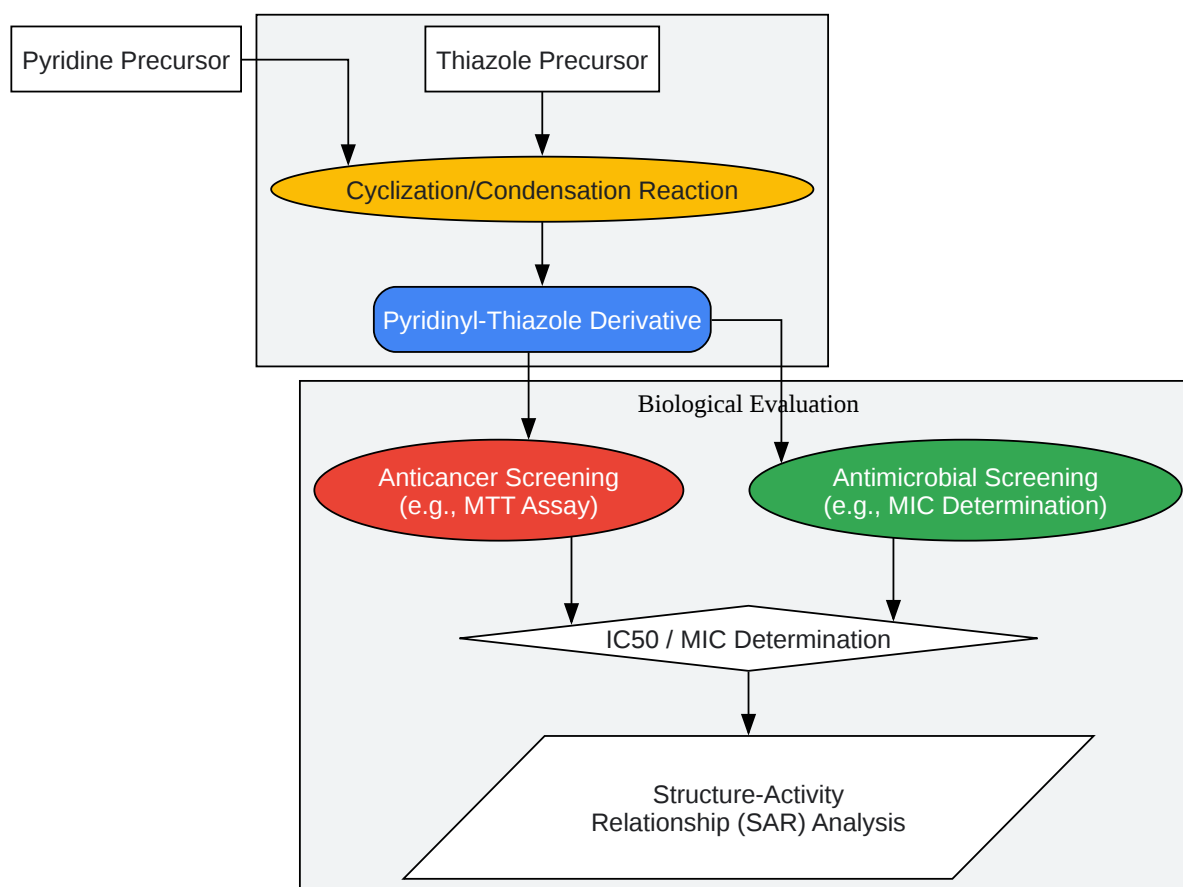 Pyridine Precursor
Thiazole Precursor
Cyclization/Condensation Reaction
Pyridinyl-Thiazole Derivative
Biological Evaluation
Anticancer Screening
(e.g., MTT Assay)
Antimicrobial Screening
(e.g., MIC Determination)
IC50 / MIC Determination
Structure-Activity
Relationship (SAR) Analysis